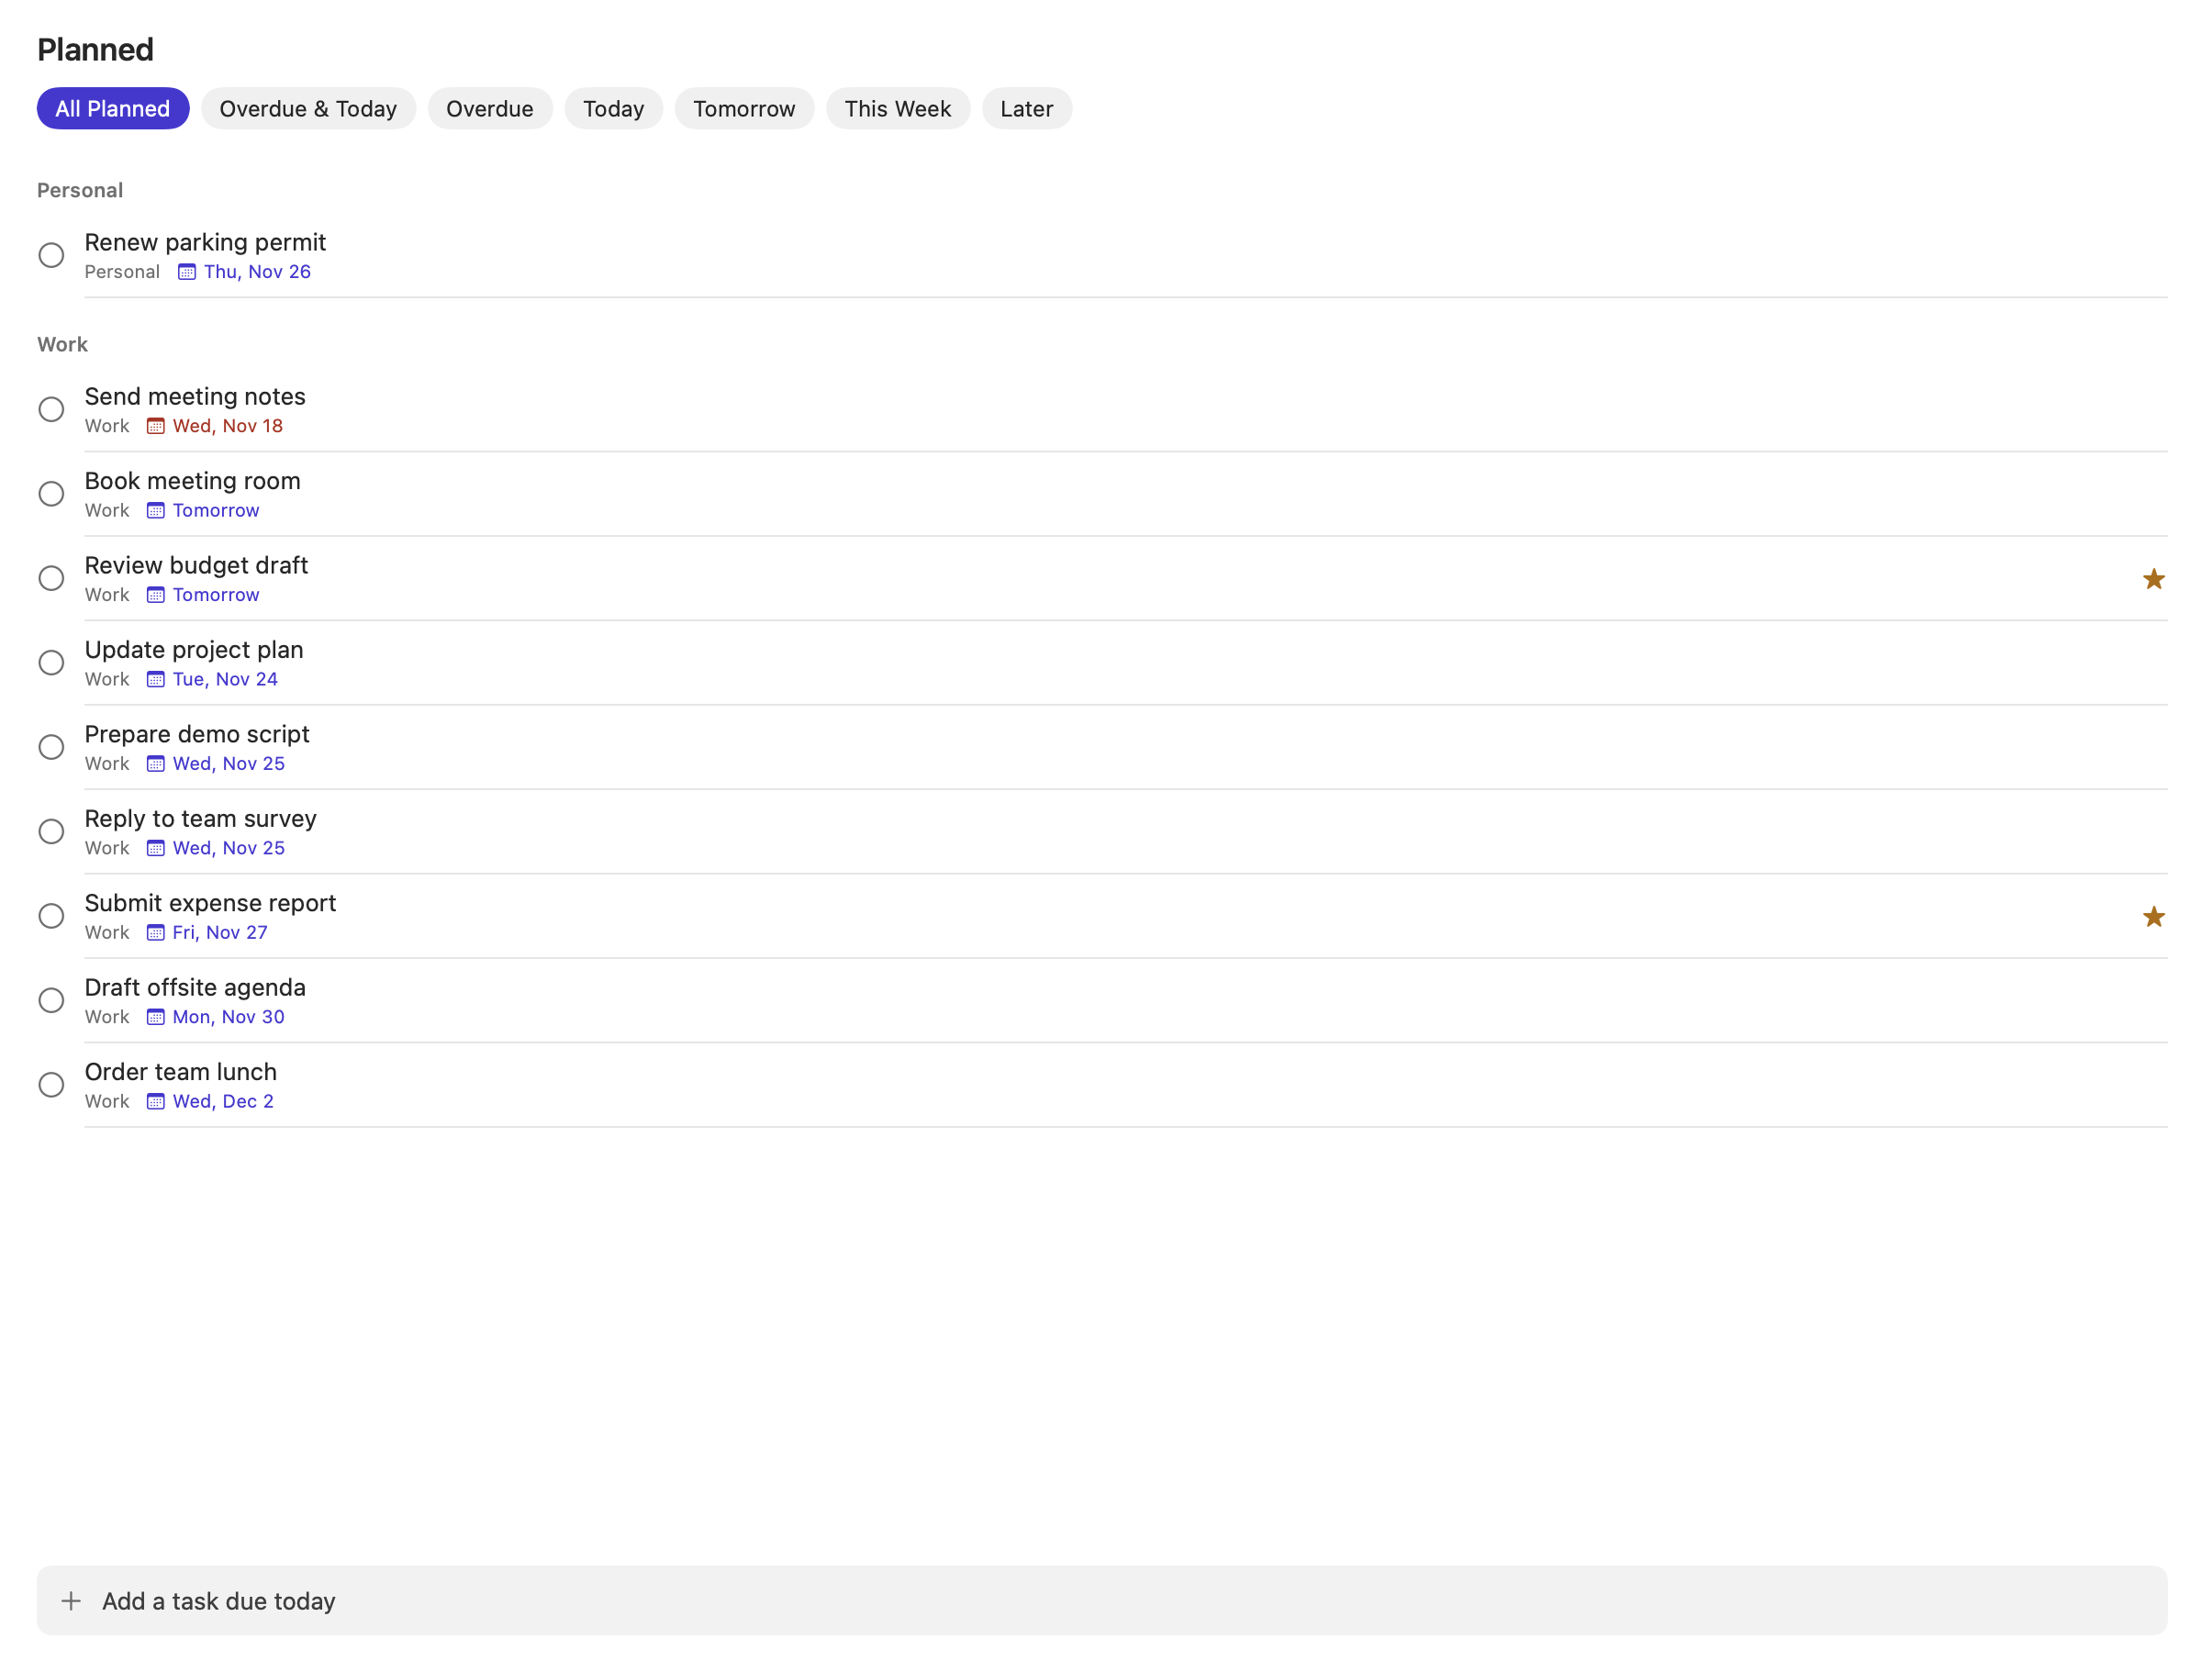 Planned
All Planned Overdue & Today Overdue Today Tomorrow This Week Later
Personal
Renew parking permit
Personal Thu, Nov 26
Work
Send meeting notes
Work Wed, Nov 18
Book meeting room
Work Tomorrow
Review budget draft
Work Tomorrow
Update project plan
Work Tue, Nov 24
Prepare demo script
Work Wed, Nov 25
Reply to team survey
Work Wed, Nov 25
Submit expense report
Work Fri, Nov 27
Draft offsite agenda
Work Mon, Nov 30
Order team lunch
Work Wed, Dec 2
Add a task due today